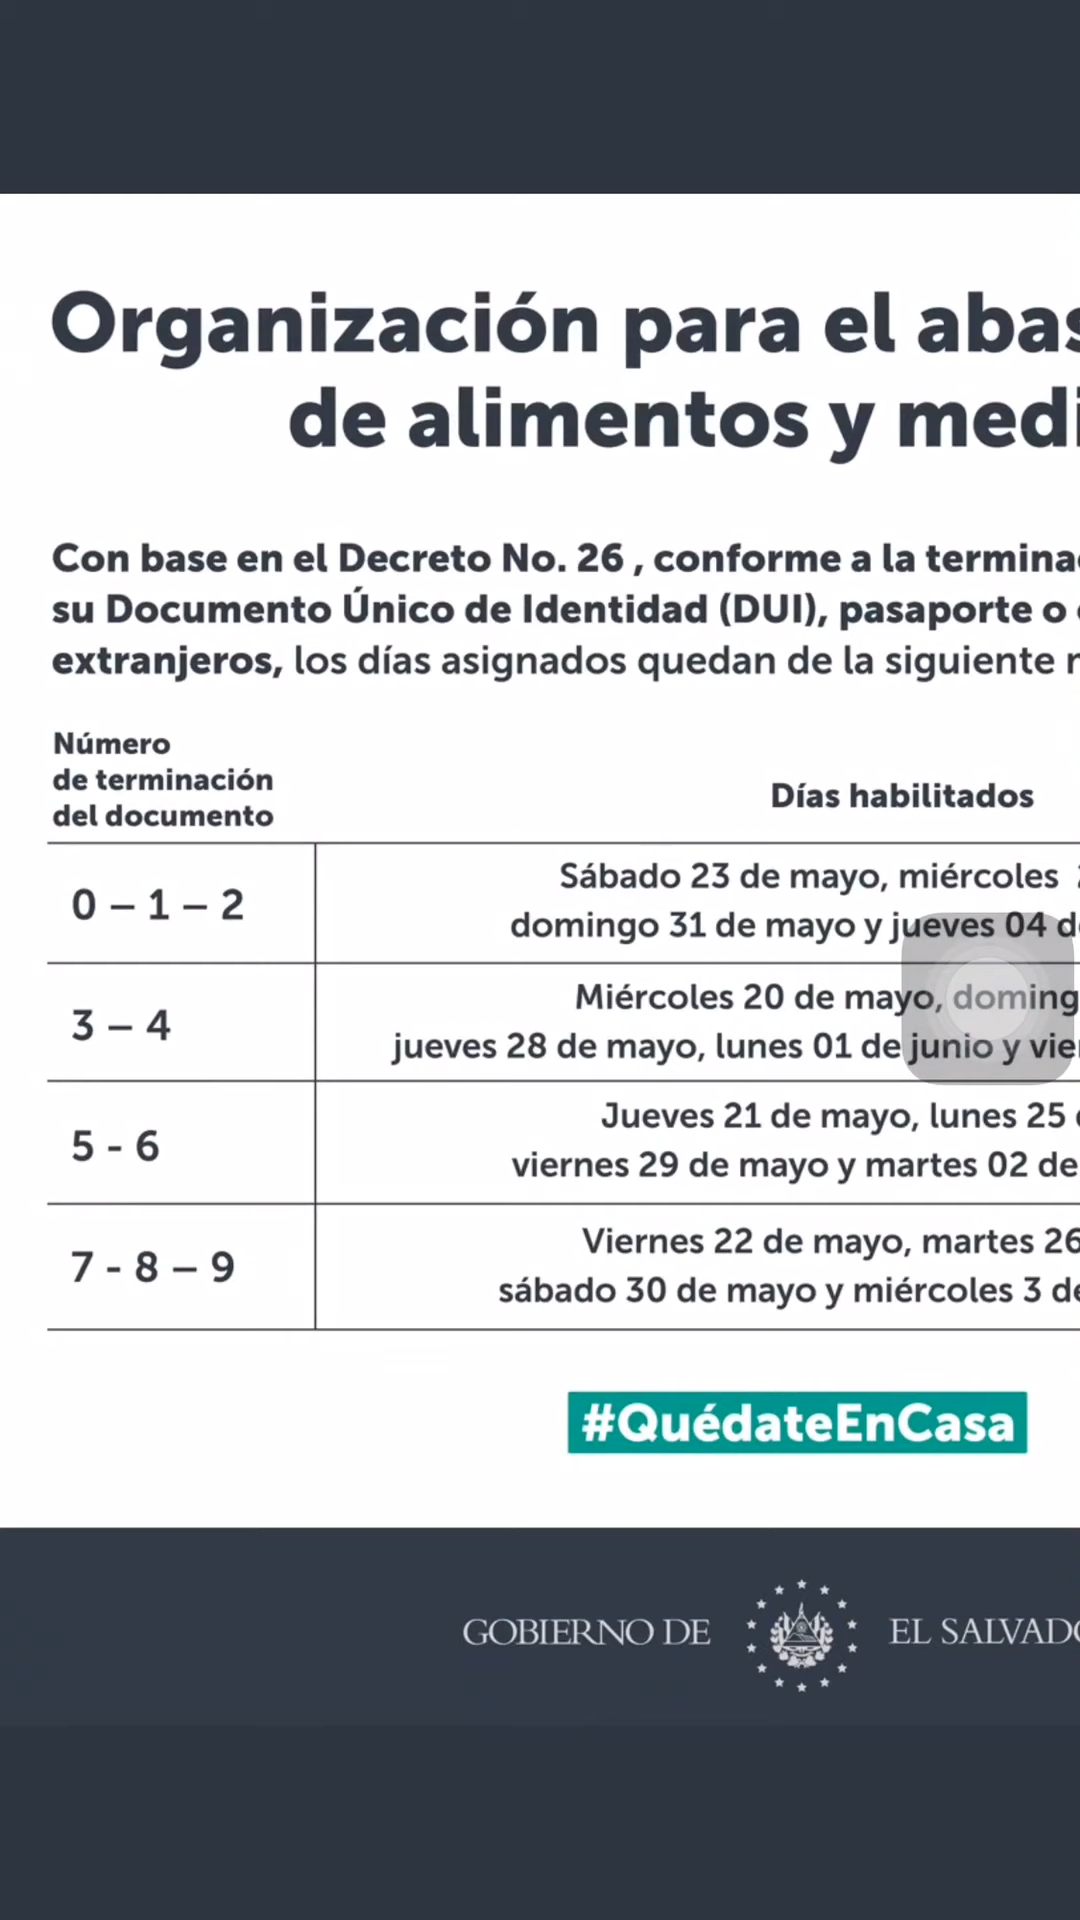 Organización para el
de alimentos y
Con base en el Decreto No. 26 , conforme a la
su Documento Único de Identidad (DUI), pasaporte o
extranjeros, los días asignados quedan de la siguiente
Número
de terminación
del documento
Días habilitados
0 – 1 – 2
Sábado 23 de mayo, miércoles
domingo 31 de mayo y jueves 04
3 – 4
Miércoles 20 de mayo,
jueves 28 de mayo, lunes 01 de junio y
5 - 6
Jueves 21 de mayo, lunes 25
viernes 29 de mayo y martes 02 de
7 - 8 – 9
Viernes 22 de mayo, martes 26
sábado 30 de mayo y miércoles 3 de
#QuédateEnCasa
GOBIERNO DE
EL